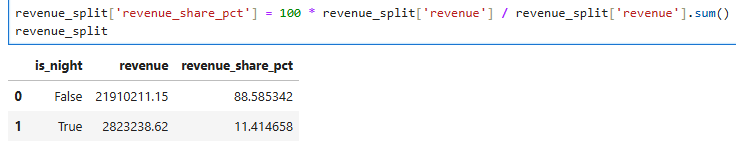 revenue_split['revenue_share_pct'] = 100 * revenue_split['revenue'] / revenue_split['revenue'].sum()
revenue_split
is_night revenue revenue_share_pct
0 False 21910211.15 88.585342
1 True 2823238.62 11.414658